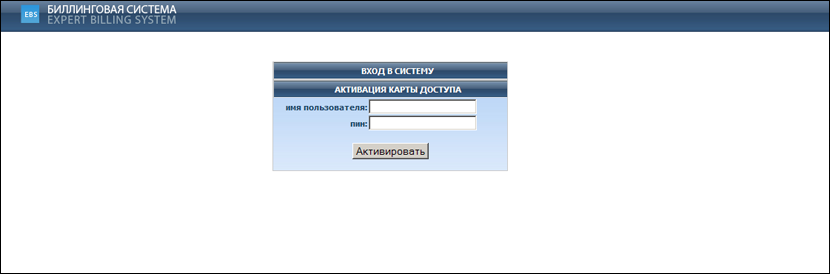 EBS
БИЛЛИНГОВАЯ СИСТЕМА
EXPERT BILLING SYSTEM
ВХОД В СИСТЕМУ
АКТИВАЦИЯ КАРТЫ ДОСТУПА
имя пользователя:
пин:
Активировать